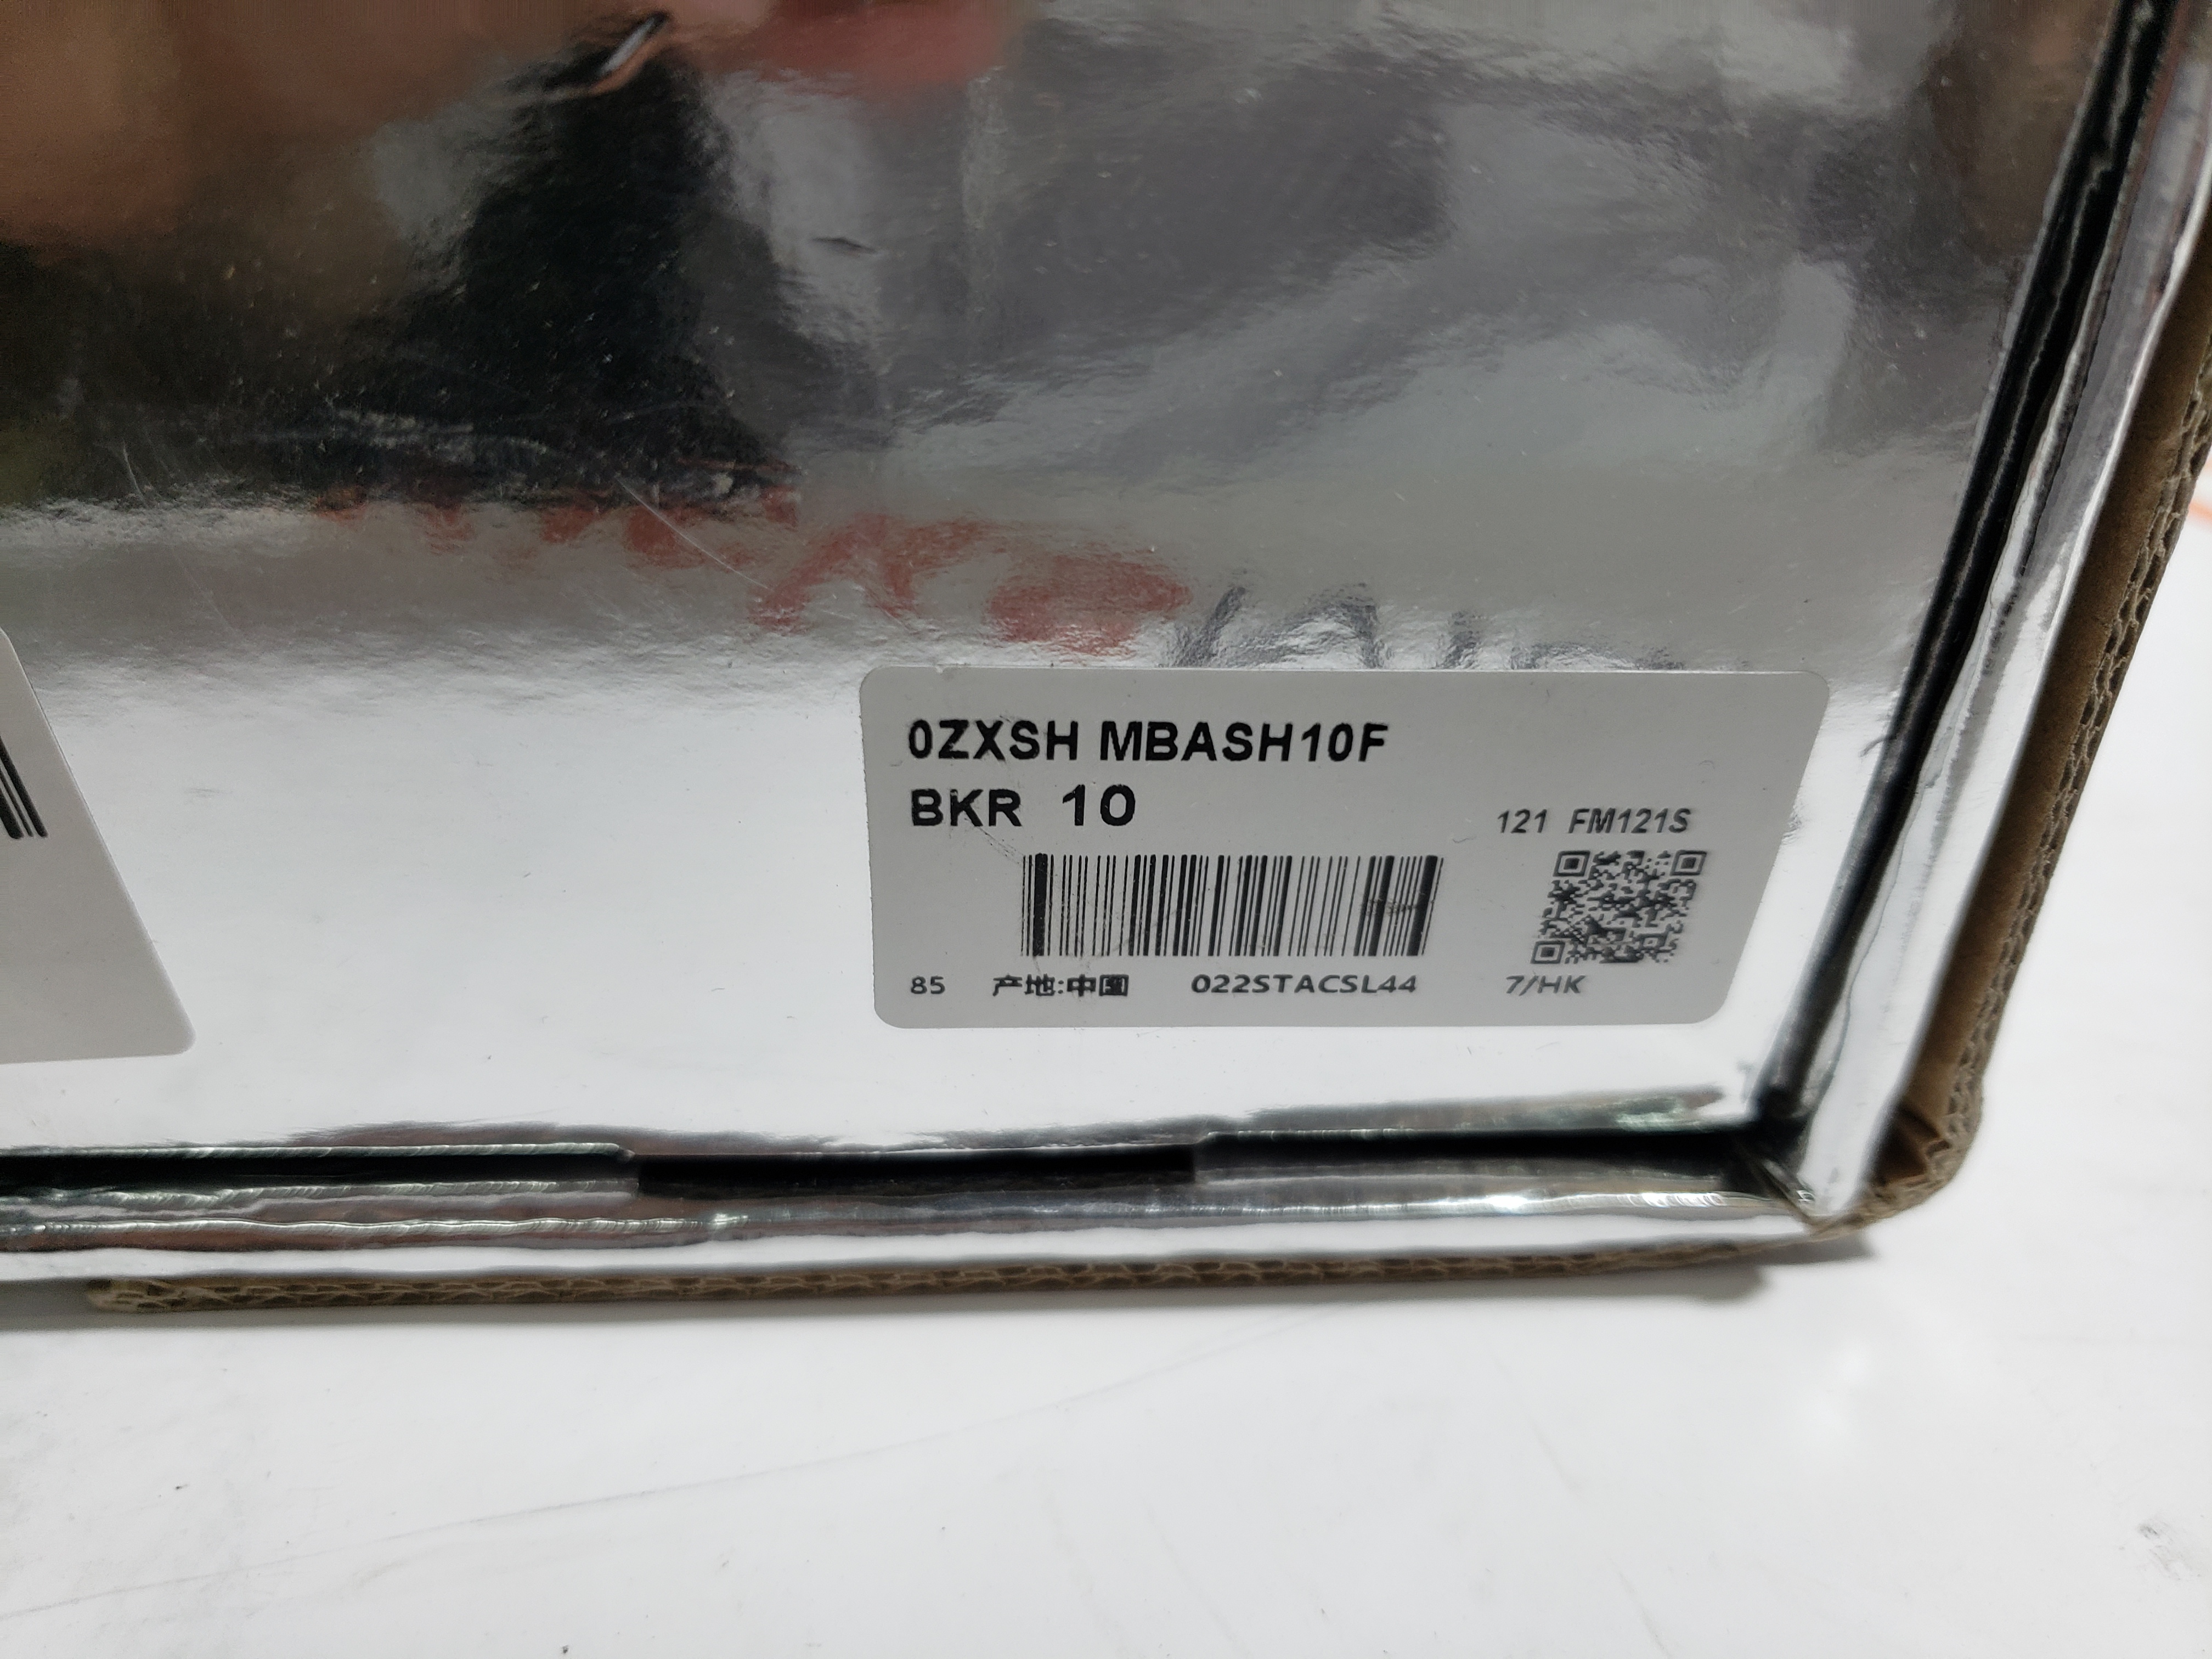 0ZXSH MBASH10F
BKR 10
121 FM121S
85 产地:中国 022STACSL44 7/HK